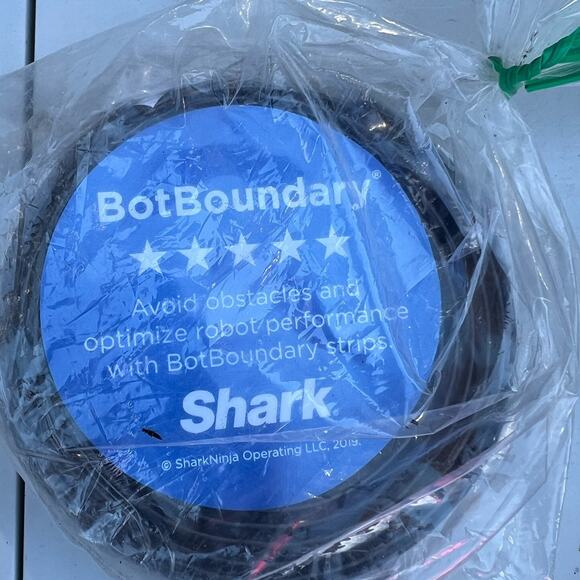 BotBoundary®
★★★★★
Avoid obstacles and
optimize robot performance
with BotBoundary strips.
Shark
© SharkNinja Operating LLC, 2019.